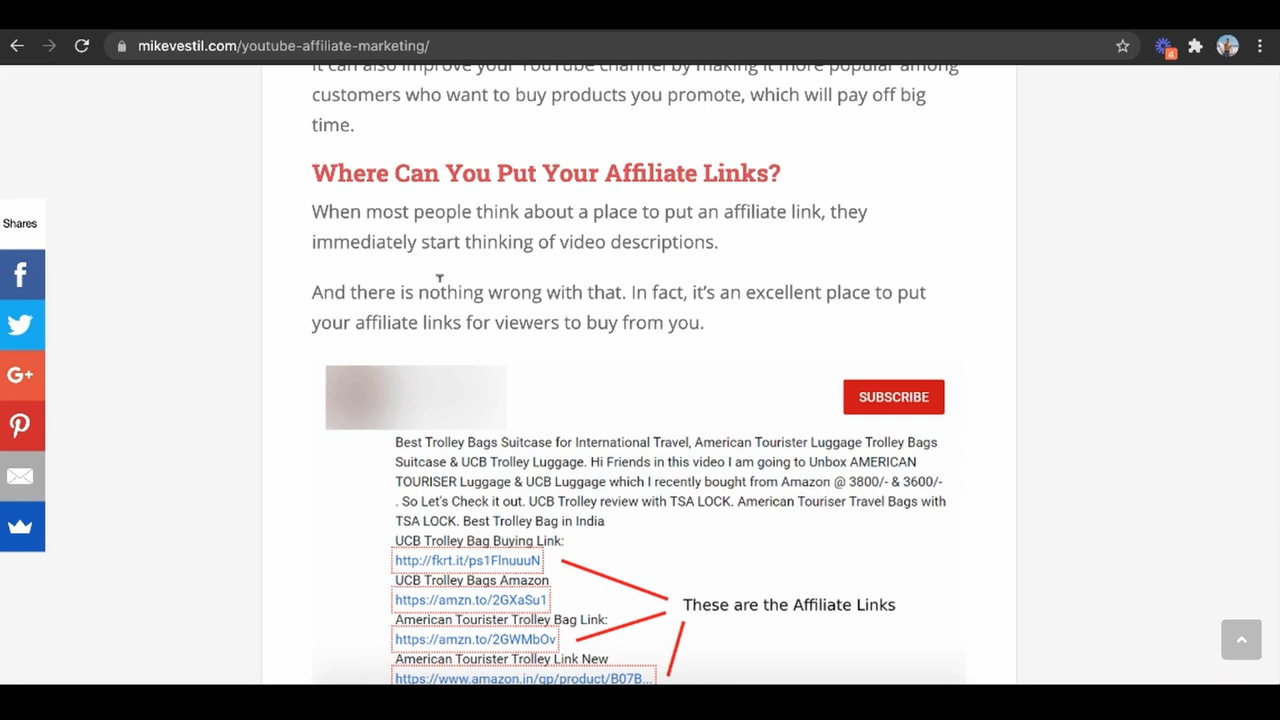 mikevestil.com/youtube-affiliate-marketing/
4
It can also improve your YouTube channel by making it more popular among
customers who want to buy products you promote, which will pay off big
time.
Where Can You Put Your Affiliate Links?
When most people think about a place to put an affiliate link, they
immediately start thinking of video descriptions.
And there is nothing wrong with that. In fact, it's an excellent place to put
your affiliate links for viewers to buy from you.
Shares
f
G+
SUBSCRIBE
Best Trolley Bags Suitcase for International Travel, American Tourister Luggage Trolley Bags
Suitcase & UCB Trolley Luggage. Hi Friends in this video I am going to Unbox AMERICAN
TOURISER Luggage & UCB Luggage which I recently bought from Amazon @ 3800/- & 3600/-
. So Let's Check it out. UCB Trolley review with TSA LOCK. American Touriser Travel Bags with
TSA LOCK. Best Trolley Bag in India
UCB Trolley Bag Buying Link:
http://fkrt.it/ps1FlnuuuN
UCB Trolley Bags Amazon
https://amzn.to/2GXaSu1
These are the Affiliate Links
American Tourister Trolley Bag Link:
https://amzn.to/2GWMbOv
American Tourister Trolley Link New
https://www.amazon.in/gp/product/B07B...